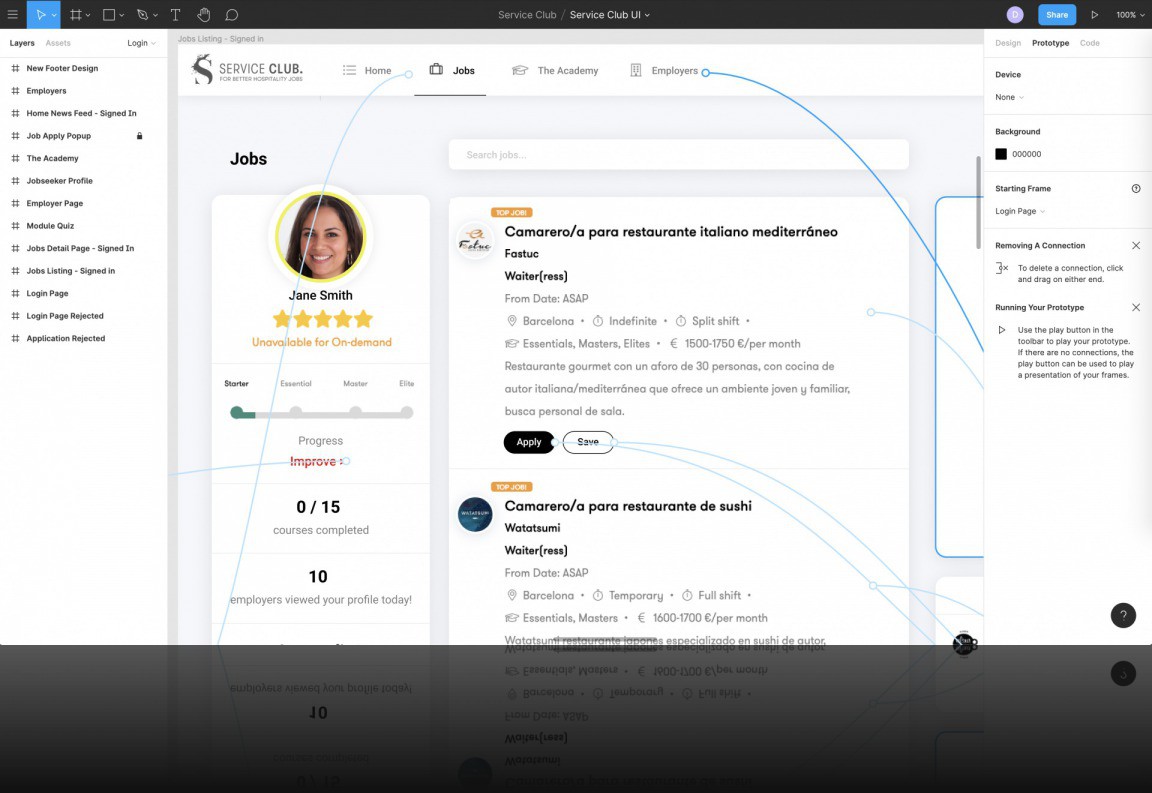 Service Club / Service Club UI
D
Share
100%
Layers
Assets
Login
New Footer Design
Employers
Home News Feed - Signed In
Job Apply Popup
The Academy
Jobseeker Profile
Employer Page
Module Quiz
Jobs Detail Page - Signed In
Jobs Listing - Signed in
Login Page
Login Page Rejected
Application Rejected
Jobs Listing - Signed in
SERVICE CLUB.
FOR BETTER HOSPITALITY JOBS
Home
Jobs
The Academy
Employers
Jobs
Search jobs...
Jane Smith
Unavailable for On-demand
Starter
Essential
Master
Elite
Progress
Improve
0 / 15
courses completed
10
employers viewed your profile today!
TOP JOB!
Fastuc
Camarero/a para restaurante italiano mediterráneo
Fastuc
Waiter(ress)
From Date: ASAP
Barcelona • Indefinite • Split shift •
Essentials, Masters, Elites • € 1500-1750 €/per month
Restaurante gourmet con un aforo de 30 personas, con cocina de
autor italiana/mediterránea que ofrece un ambiente joven y familiar,
busca personal de sala.
Apply
Save
TOP JOB!
WATATSUMI
Camarero/a para restaurante de sushi
Watatsumi
Waiter(ress)
From Date: ASAP
Barcelona • Temporary • Full shift •
Essentials, Masters • € 1600-1700 €/per month
Watatsumi restaurante japones especializado en sushi de autor,
Design
Prototype
Code
Device
None
Background
000000
Starting Frame
Login Page
Removing A Connection
To delete a connection, click
and drag on either end.
Running Your Prototype
Use the play button in the
toolbar to play your prototype.
If there are no connections, the
play button can be used to play
a presentation of your frames.
?